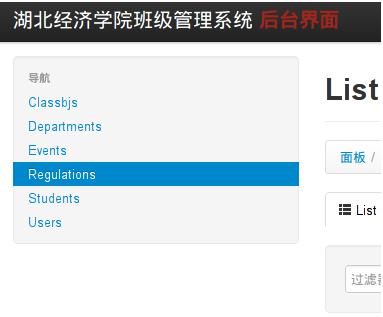 湖北经济学院班级管理系统 后台界面
导航
Classbjs
Departments
Events
Regulations
Students
Users
List
面板 /
List
过滤